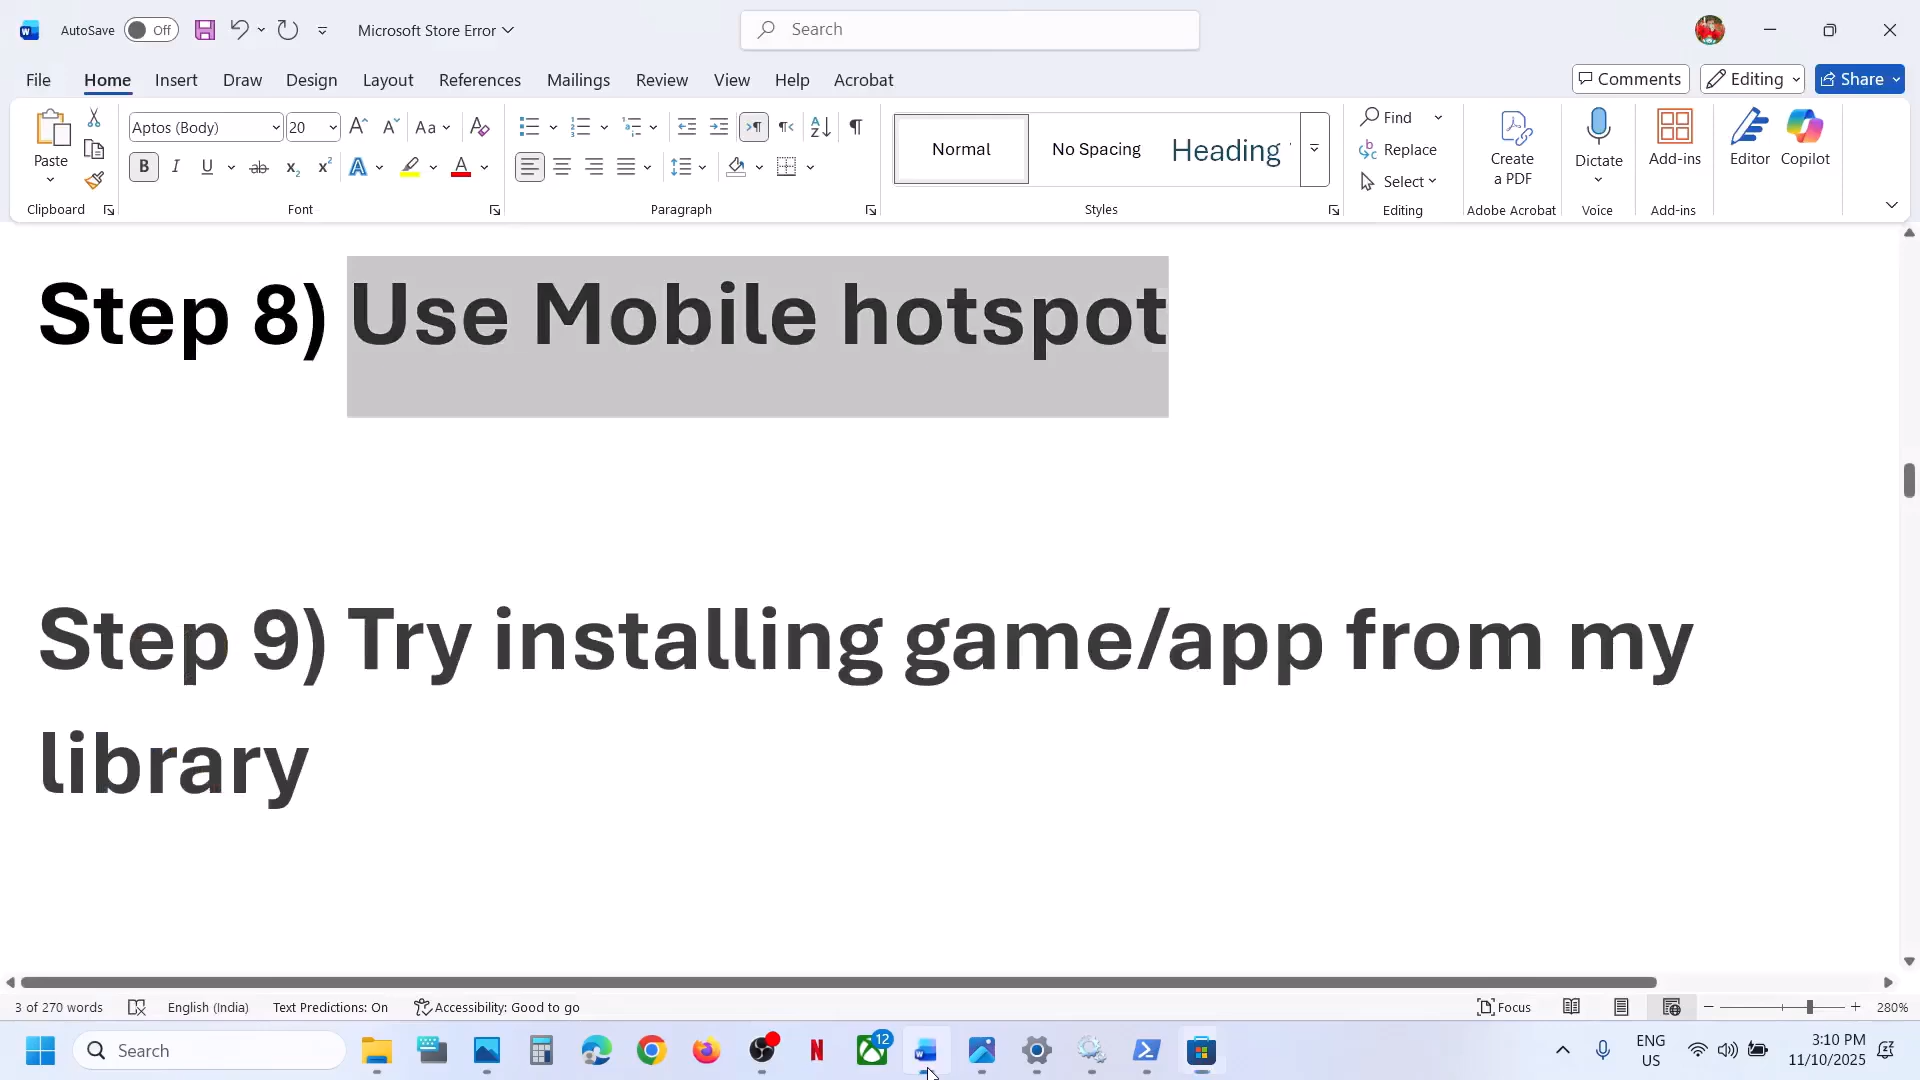 AutoSave Off Microsoft Store Error Search
File Home Insert Draw Design Layout References Mailings Review View Help Acrobat Comments Editing Share
Paste Aptos (Body) 20 Normal No Spacing Heading Find Replace Select Create a PDF Dictate Add-ins Editor Copilot
Clipboard Font Paragraph Styles Editing Adobe Acrobat Voice Add-ins
Step 8) Use Mobile hotspot
Step 9) Try installing game/app from my
library
3 of 270 words English (India) Text Predictions: On Accessibility: Good to go Focus 280%
Search 12 ENG US 3:10 PM 11/10/2025